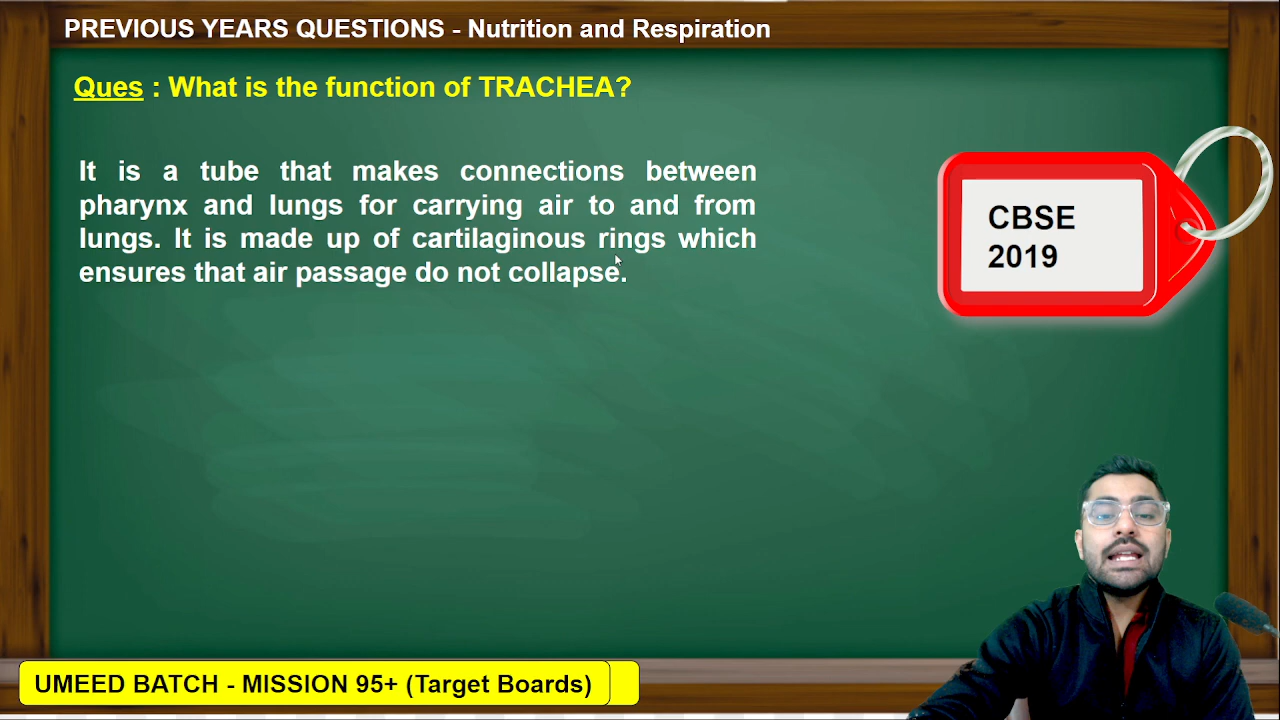 PREVIOUS YEARS QUESTIONS - Nutrition and Respiration
Ques : What is the function of TRACHEA?
It is a tube that makes connections between
pharynx and lungs for carrying air to and from
lungs. It is made up of cartilaginous rings which
ensures that air passage do not collapse.
CBSE
2019
UMEED BATCH - MISSION 95+ (Target Boards)